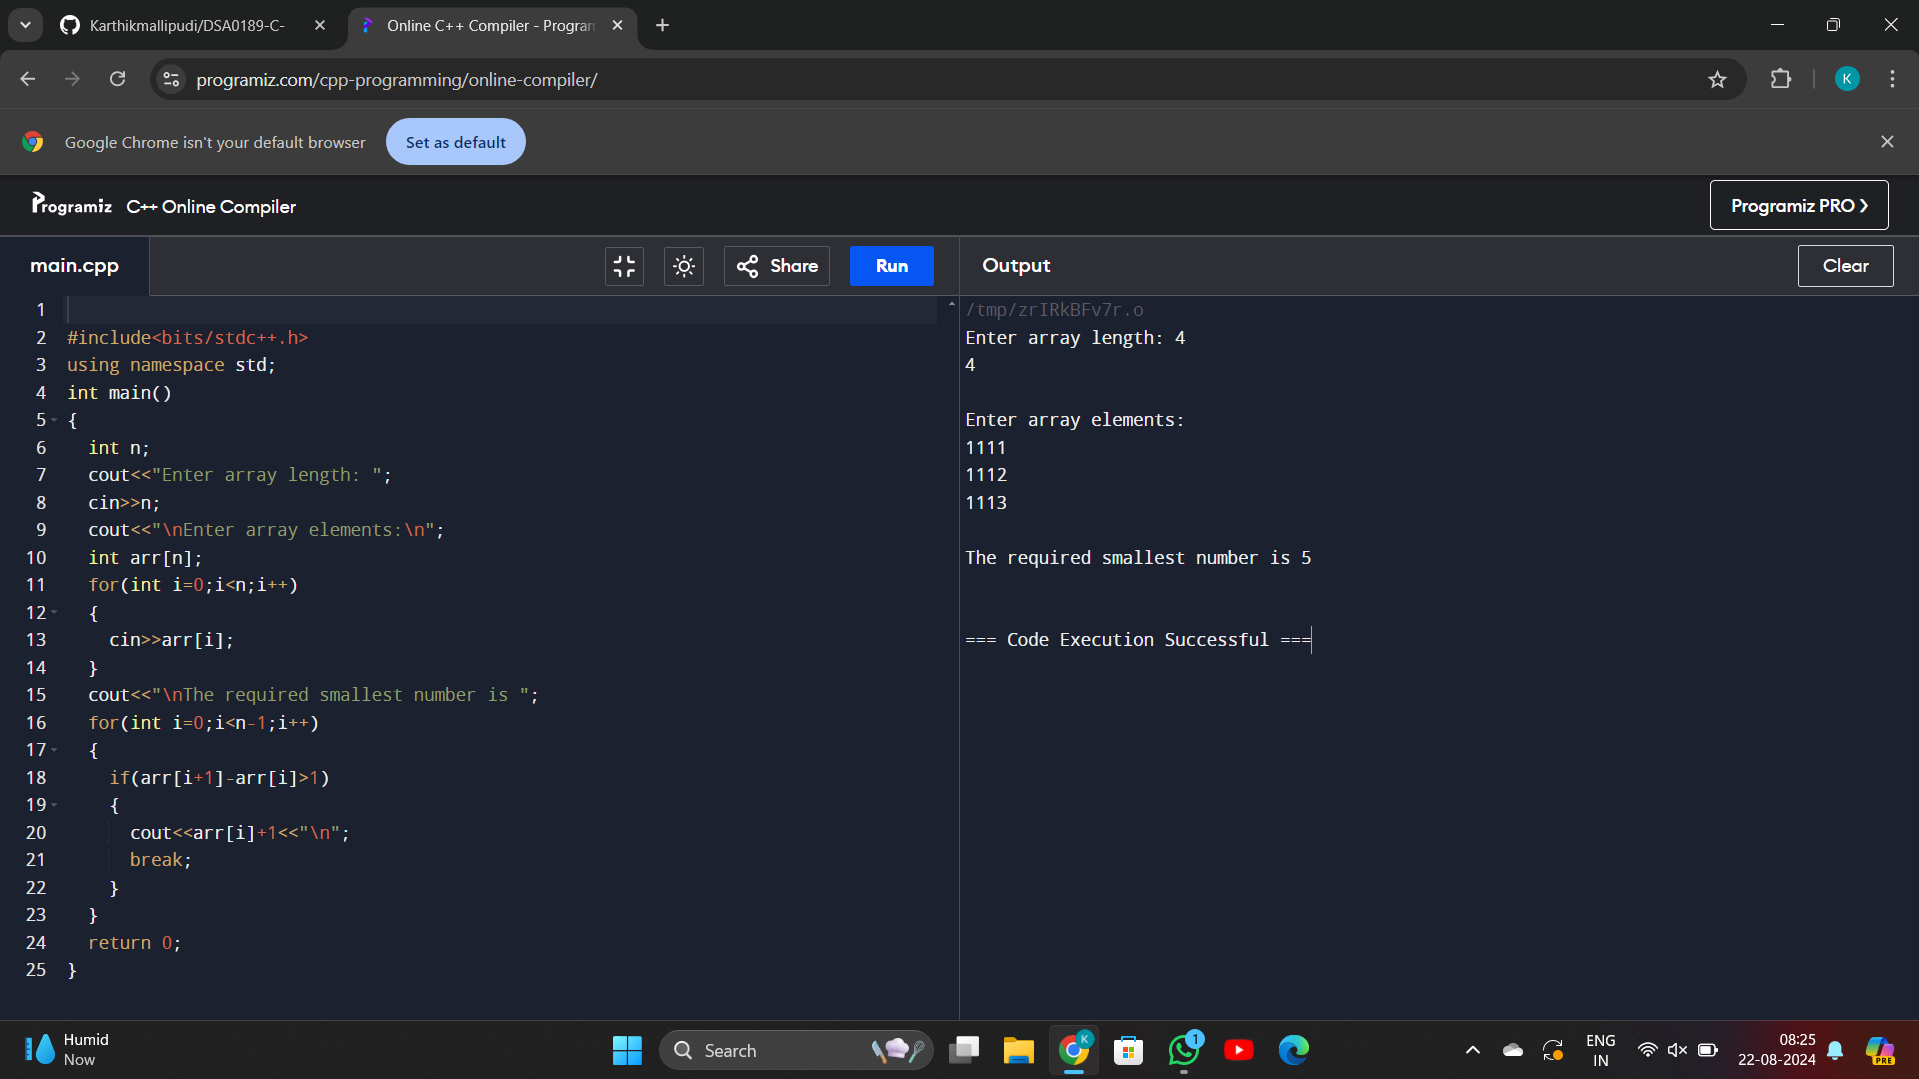 Karthikmallipudi/DSA0189-C-
Online C++ Compiler - Program
programiz.com/cpp-programming/online-compiler/
K
Google Chrome isn't your default browser
Set as default
Programiz
C++ Online Compiler
Programiz PRO >
main.cpp
Share
Run
Output
Clear
1
2 #include<bits/stdc++.h>
3 using namespace std;
4 int main()
5 {
6 int n;
7 cout<<"Enter array length: ";
8 cin>>n;
9 cout<<"\nEnter array elements:\n";
10 int arr[n];
11 for(int i=0;i<n;i++)
12 {
13 cin>>arr[i];
14 }
15 cout<<"\nThe required smallest number is ";
16 for(int i=0;i<n-1;i++)
17 {
18 if(arr[i+1]-arr[i]>1)
19 {
20 cout<<arr[i]+1<<"\n";
21 break;
22 }
23 }
24 return 0;
25 }
/tmp/zrIRkBFv7r.o
Enter array length: 4
4
Enter array elements:
1111
1112
1113
The required smallest number is 5
=== Code Execution Successful ===
Humid
Now
Search
K
1
ENG
IN
08:25
22-08-2024
PRE